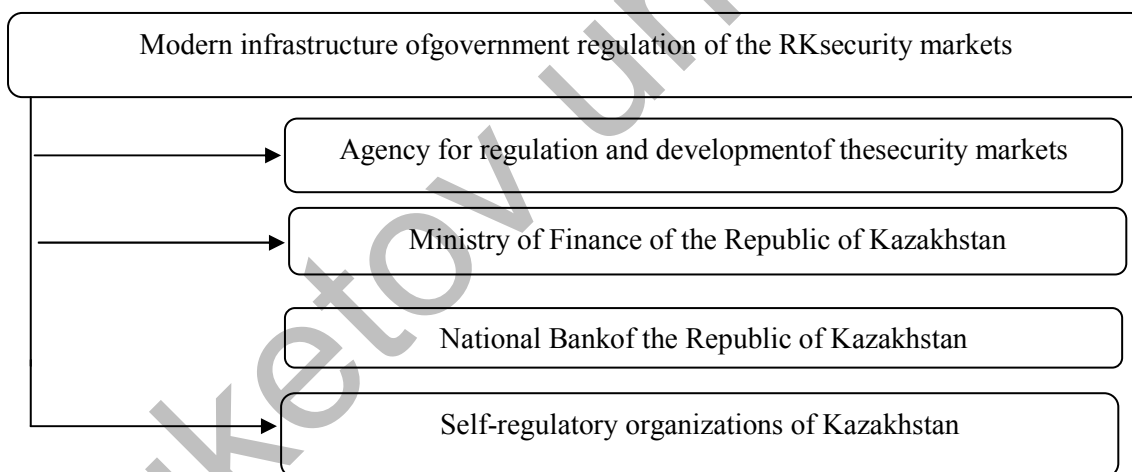 Modern infrastructure ofgovernment regulation of the RKsecurity markets
Agency for regulation and developmentof thesecurity markets
Ministry of Finance of the Republic of Kazakhstan
National Bankof the Republic of Kazakhstan
Self-regulatory organizations of Kazakhstan